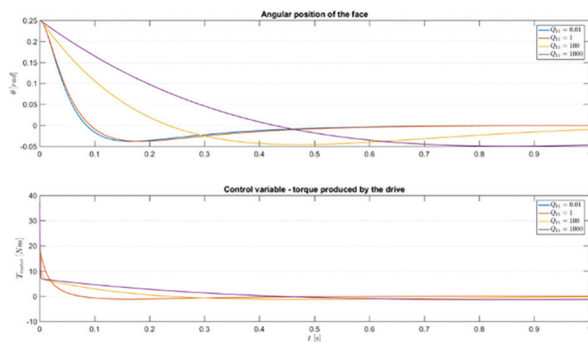 Angular position of the face
θ [rad]
0.25
0.2
0.15
0.1
0.05
0
-0.05
0
0.1
0.2
0.3
0.4
0.5
0.6
0.7
0.8
0.9
Q₁₁ = 0.01
Q₁₁ = 1
Q₁₁ = 100
Q₁₁ = 1000
Control variable - torque produced by the drive
T [Nm]
40
30
20
10
0
-10
0
0.1
0.2
0.3
0.4
0.5
0.6
0.7
0.8
0.9
t [s]
Q₁₁ = 0.01
Q₁₁ = 1
Q₁₁ = 100
Q₁₁ = 1000